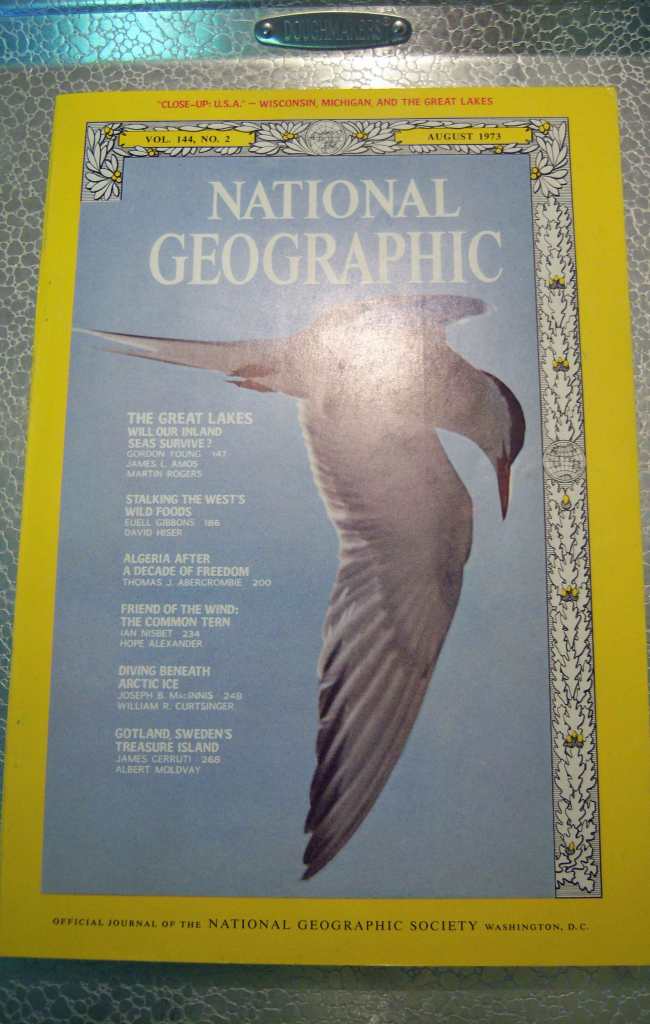 DOUGHMAKERS
"CLOSE-UP: U.S.A." — WISCONSIN, MICHIGAN, AND THE GREAT LAKES
VOL. 144, NO. 2
AUGUST 1973
NATIONAL
GEOGRAPHIC
THE GREAT LAKES
WILL OUR INLAND
SEAS SURVIVE?
GORDON YOUNG 147
JAMES L. AMOS
MARTIN ROGERS
STALKING THE WEST'S
WILD FOODS
EUELL GIBBONS 186
DAVID HISER
ALGERIA AFTER
A DECADE OF FREEDOM
THOMAS J. ABERCROMBIE 200
FRIEND OF THE WIND:
THE COMMON TERN
IAN NISBET 234
HOPE ALEXANDER
DIVING BENEATH
ARCTIC ICE
JOSEPH B. MacINNIS 248
WILLIAM R. CURTSINGER
GOTLAND, SWEDEN'S
TREASURE ISLAND
JAMES CERRUTI 268
ALBERT MOLDVAY
OFFICIAL JOURNAL OF THE NATIONAL GEOGRAPHIC SOCIETY WASHINGTON, D.C.